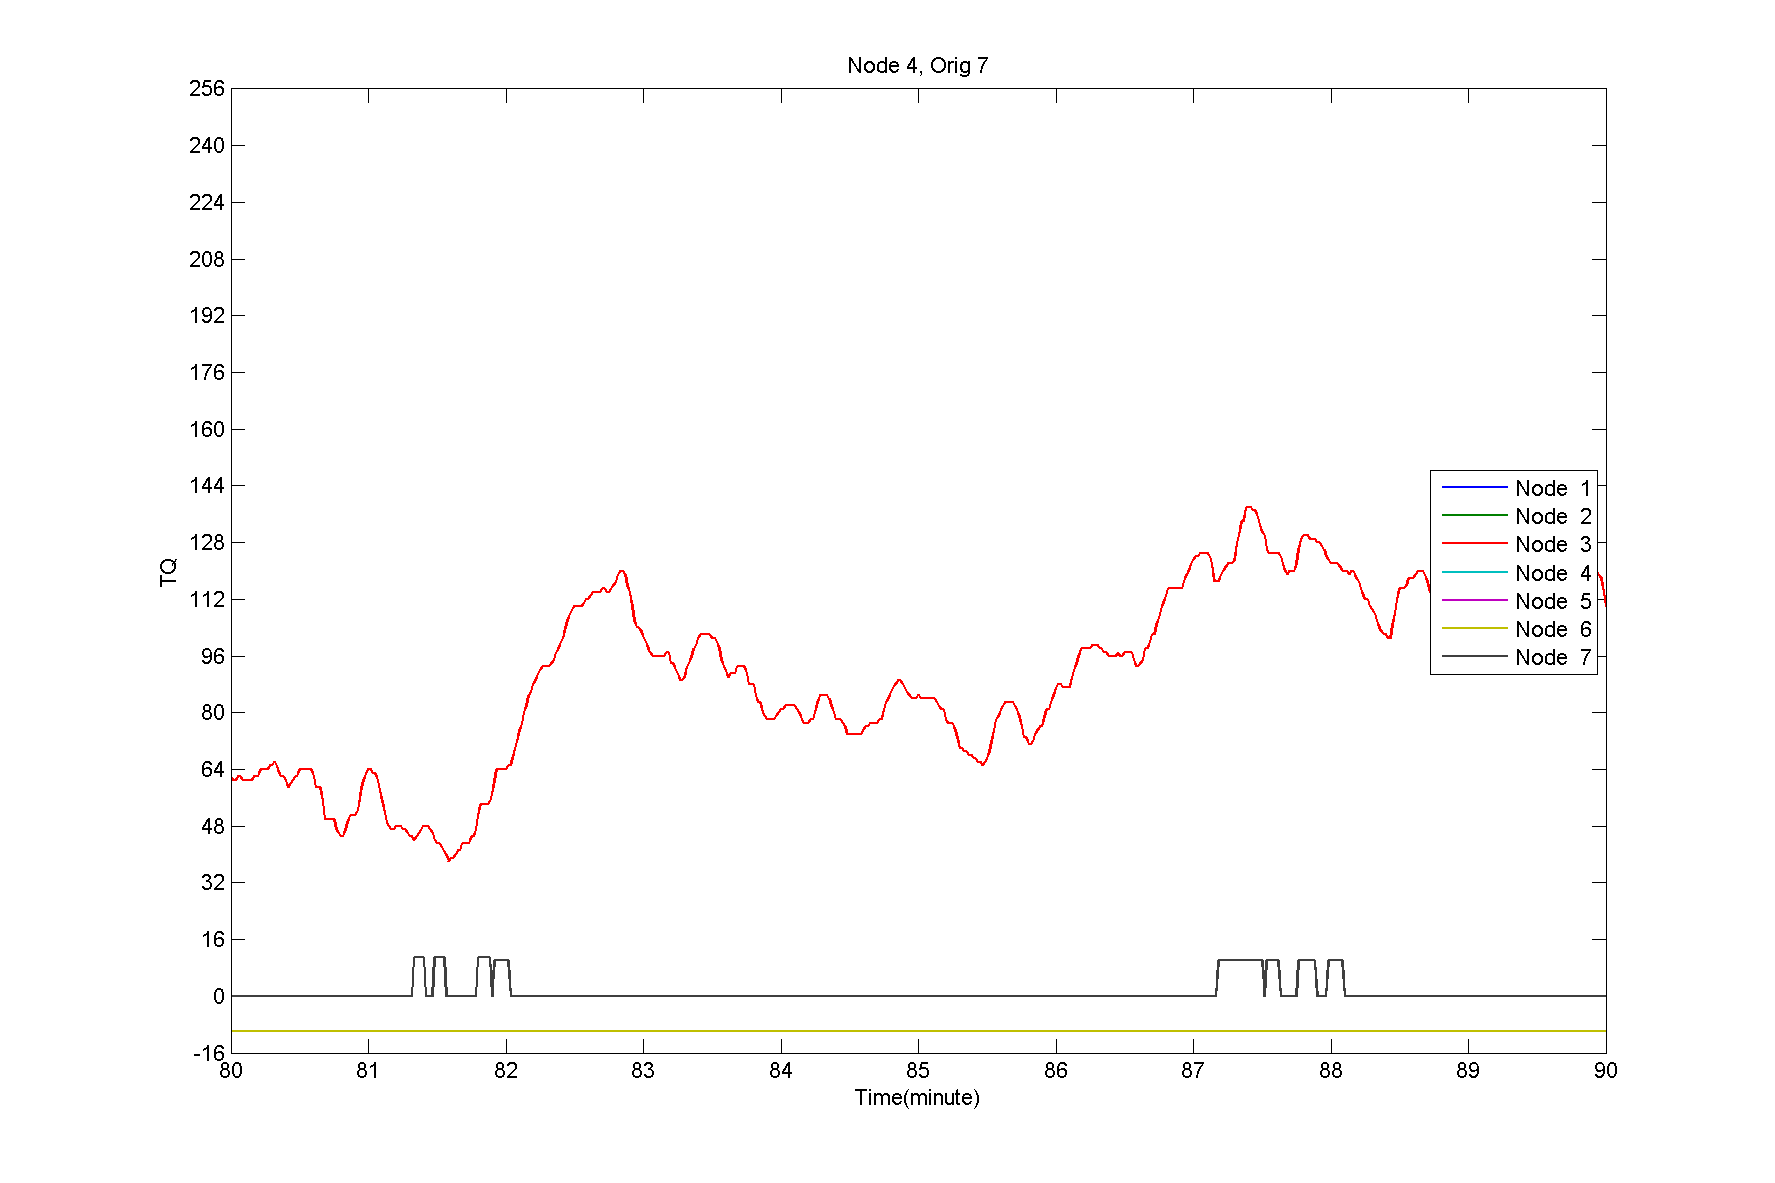 Node 4, Orig 7
256
240
224
208
192
176
160
144
128
112
96
80
64
48
32
16
0
-16
TQ
Node 1
Node 2
Node 3
Node 4
Node 5
Node 6
Node 7
80 81 82 83 84 85 86 87 88 89 90
Time(minute)